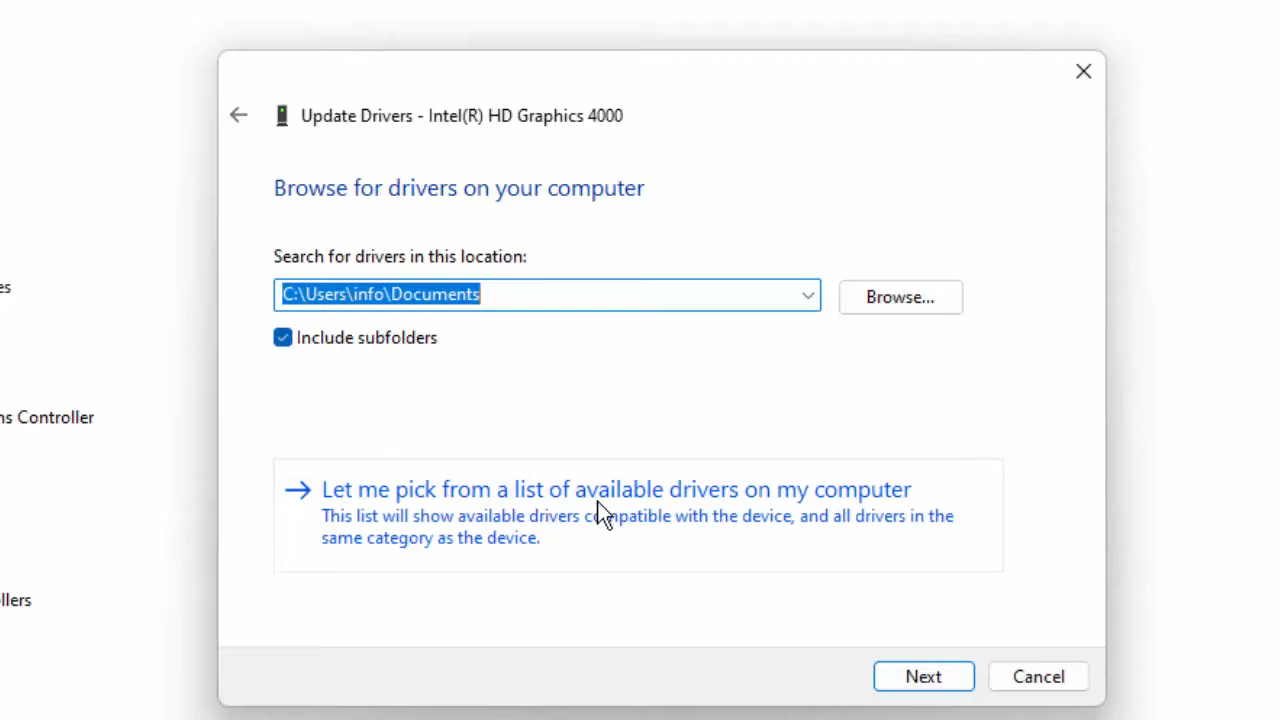 Update Drivers - Intel(R) HD Graphics 4000
Browse for drivers on your computer
Search for drivers in this location:
es
C:\Users\info\Documents
Browse...
Include subfolders
ns Controller
Let me pick from a list of available drivers on my computer
This list will show available drivers compatible with the device, and all drivers in the
same category as the device.
llers
Next
Cancel